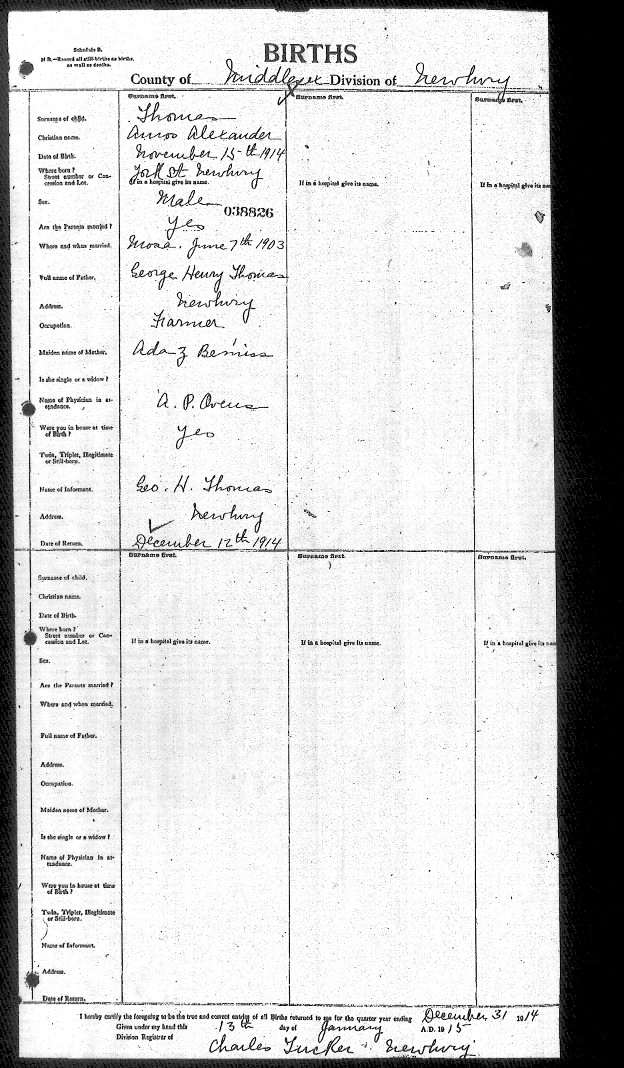 Schedule B.
N B.—Record all still-births as births,
as well as deaths.
BIRTHS
County of Middlesex Division of Newbury
Surname first. Surname first. Surname first.
Surname of child. Thomas
Christian name. Amos Alexander
Date of Birth. November 15th 1914
Where born? York St Newbury
Street number or Con-
cession and Lot. If in a hospital give its name. If in a hospital give its name. If in a hospital give its nam
Sex. Male
038826
Are the Parents married? Yes
Where and when married. Mosa. June 7th 1903
Full name of Father. George Henry Thomas
Address. Newbury
Occupation. Farmer
Maiden name of Mother. Ada Bemiss
Is she single or a widow?
Name of Physician in at-
tendance. A. P. Owens
Were you in house at time
of Birth? Yes
Twin, Triplet, Illegitimate
or Still-born.
Name of Informant. Geo. H. Thomas
Address. Newbury
Date of Return. December 12th 1914
Surname first. Surname first. Surname first.
Surname of child.
Christian name.
Date of Birth.
Where born?
Street number or Con-
cession and Lot. If in a hospital give its name. If in a hospital give its name. If in a hospital give its nam
Sex.
Are the Parents married?
Where and when married.
Full name of Father.
Address.
Occupation.
Maiden name of Mother.
Is she single or a widow?
Name of Physician in at-
tendance.
Were you in house at time
of Birth?
Twin, Triplet, Illegitimate
or Still-born.
Name of Informant.
Address.
Date of Return.
I hereby certify the foregoing to be the true and correct entries of all Births returned to me for the quarter year ending December 31 1914
Given under my hand this 13th day of January A.D. 1915
Division Registrar of
Charles Tucker Newbury